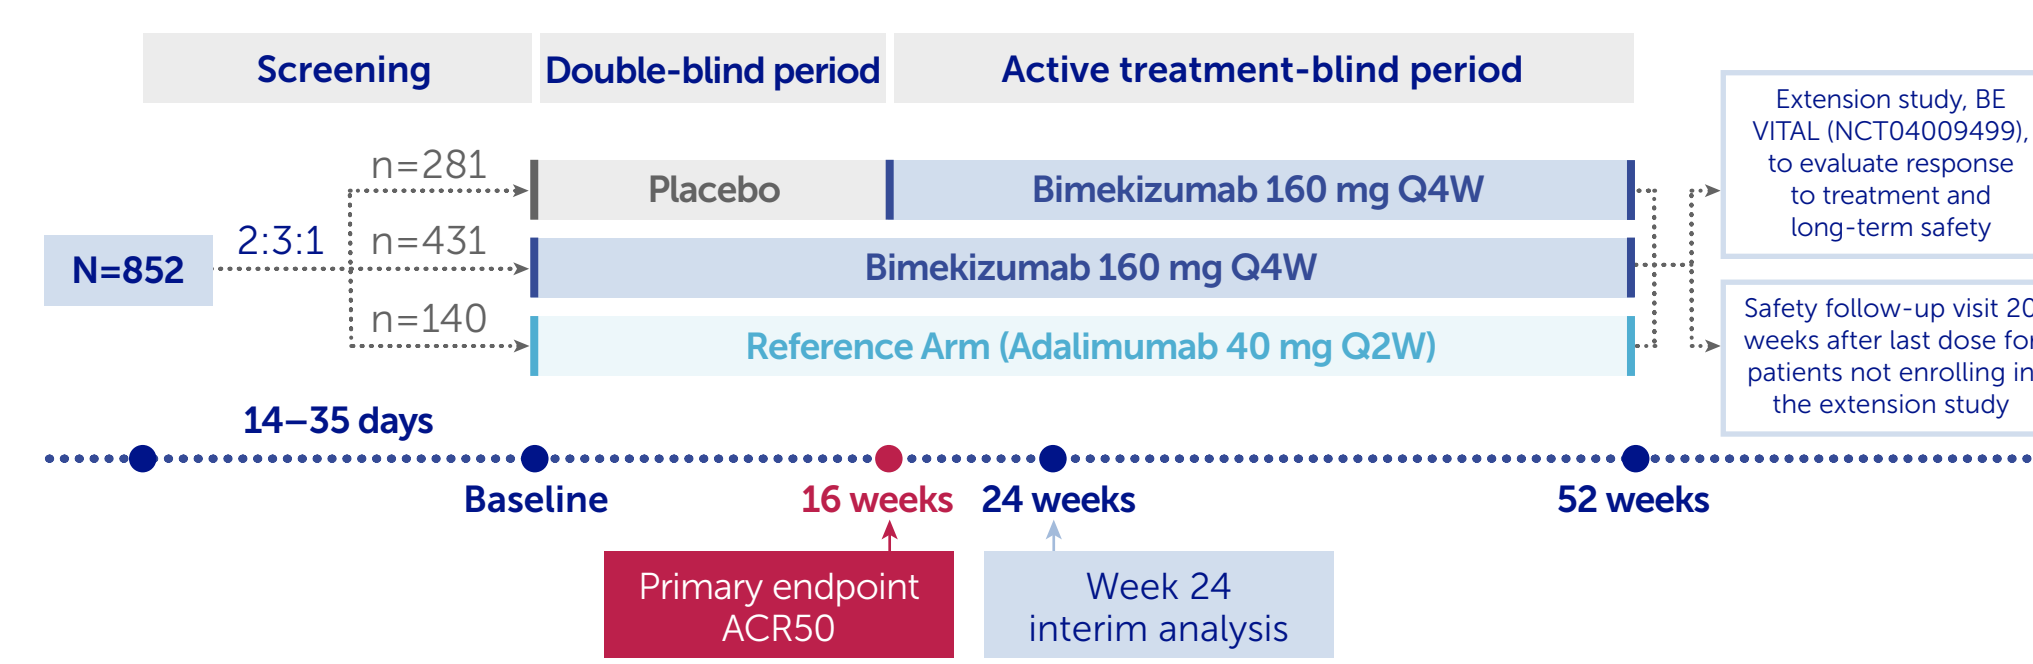 Screening
Double-blind period
Active treatment-blind period
N=852
2:3:1
n=281
n=431
n=140
Placebo
Bimekizumab 160 mg Q4W
Bimekizumab 160 mg Q4W
Reference Arm (Adalimumab 40 mg Q2W)
Extension study, BE
VITAL (NCT04009499),
to evaluate response
to treatment and
long-term safety
Safety follow-up visit 20
weeks after last dose for
patients not enrolling in
the extension study
14–35 days
Baseline
16 weeks
24 weeks
52 weeks
Primary endpoint
ACR50
Week 24
interim analysis